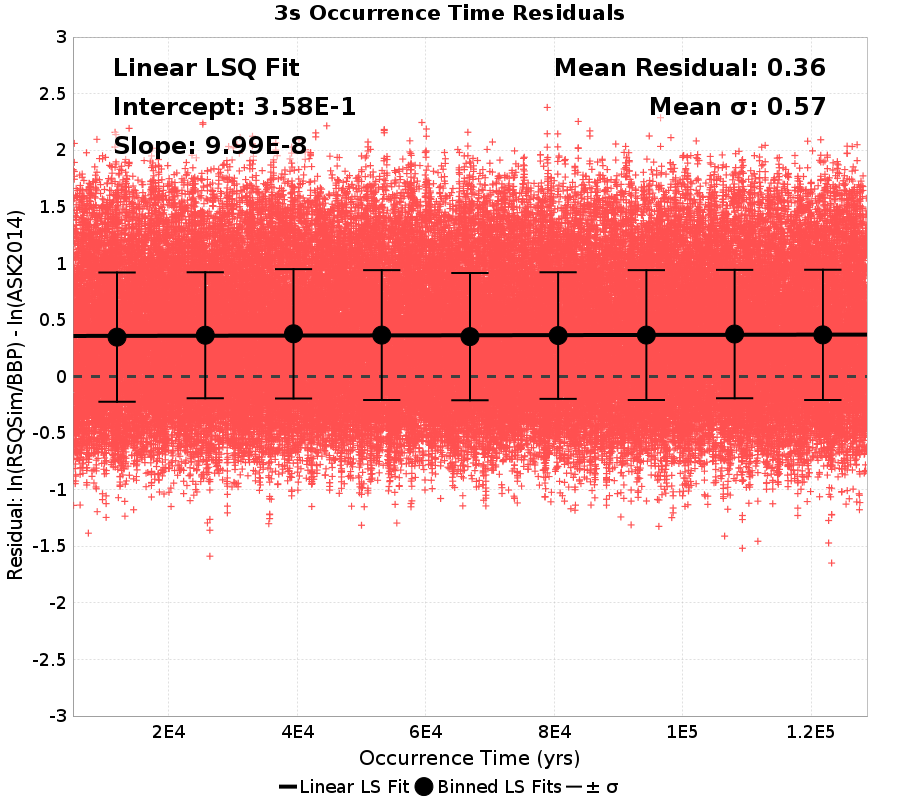 3s Occurrence Time Residuals
Linear LSQ Fit
Intercept: 3.58E-1
Slope: 9.99E-8
Mean Residual: 0.36
Mean σ: 0.57
Residual: ln(RSQSim/BBP) - ln(ASK2014)
3
2.5
2
1.5
1
0.5
0
-0.5
-1
-1.5
-2
-2.5
-3
2E4
4E4
6E4
8E4
1E5
1.2E5
Occurrence Time (yrs)
Linear LS Fit
Binned LS Fits
± σ